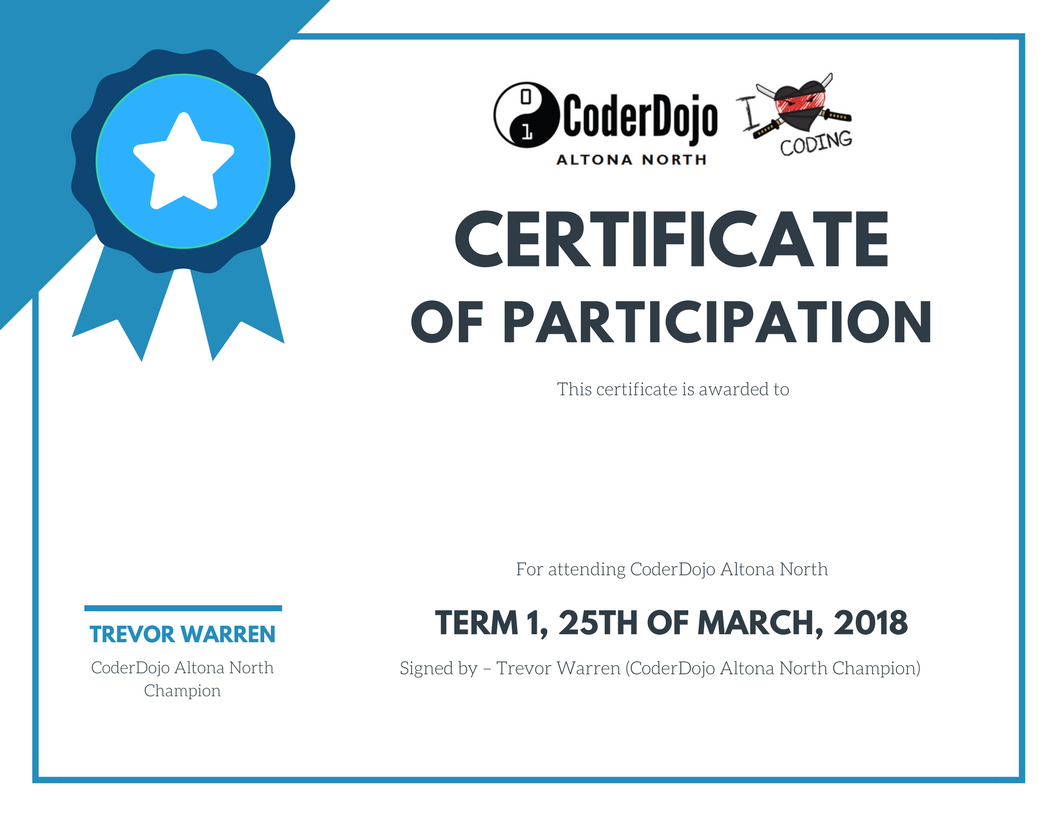 0
1
CoderDojo
ALTONA NORTH
I
CODING
CERTIFICATE
OF PARTICIPATION
This certificate is awarded to
For attending CoderDojo Altona North
TERM 1, 25TH OF MARCH, 2018
Signed by – Trevor Warren (CoderDojo Altona North Champion)
TREVOR WARREN
CoderDojo Altona North
Champion